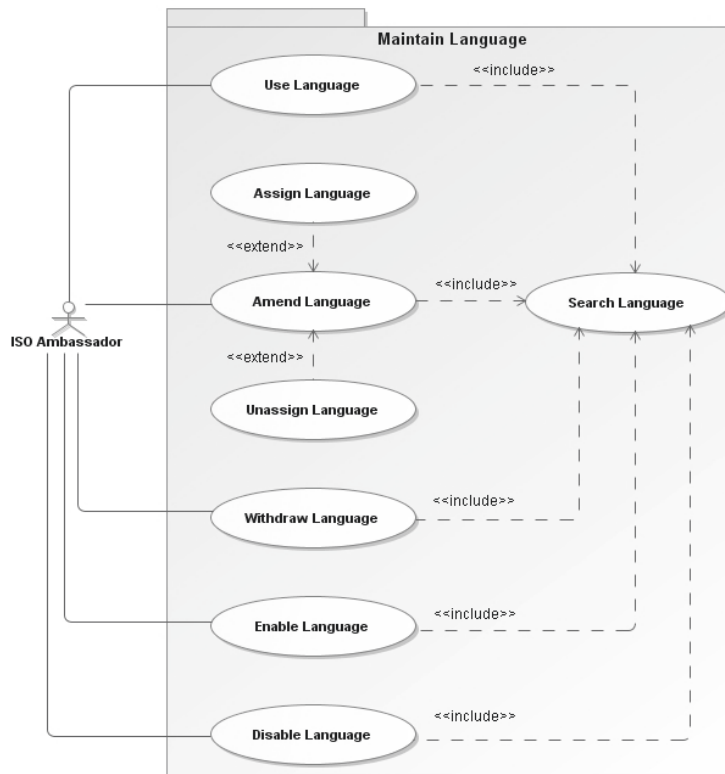 Maintain Language
Use Language
<<include>>
Assign Language
<<extend>>
Amend Language
<<include>>
Search Language
ISO Ambassador
<<extend>>
Unassign Language
Withdraw Language
<<include>>
Enable Language
<<include>>
Disable Language
<<include>>